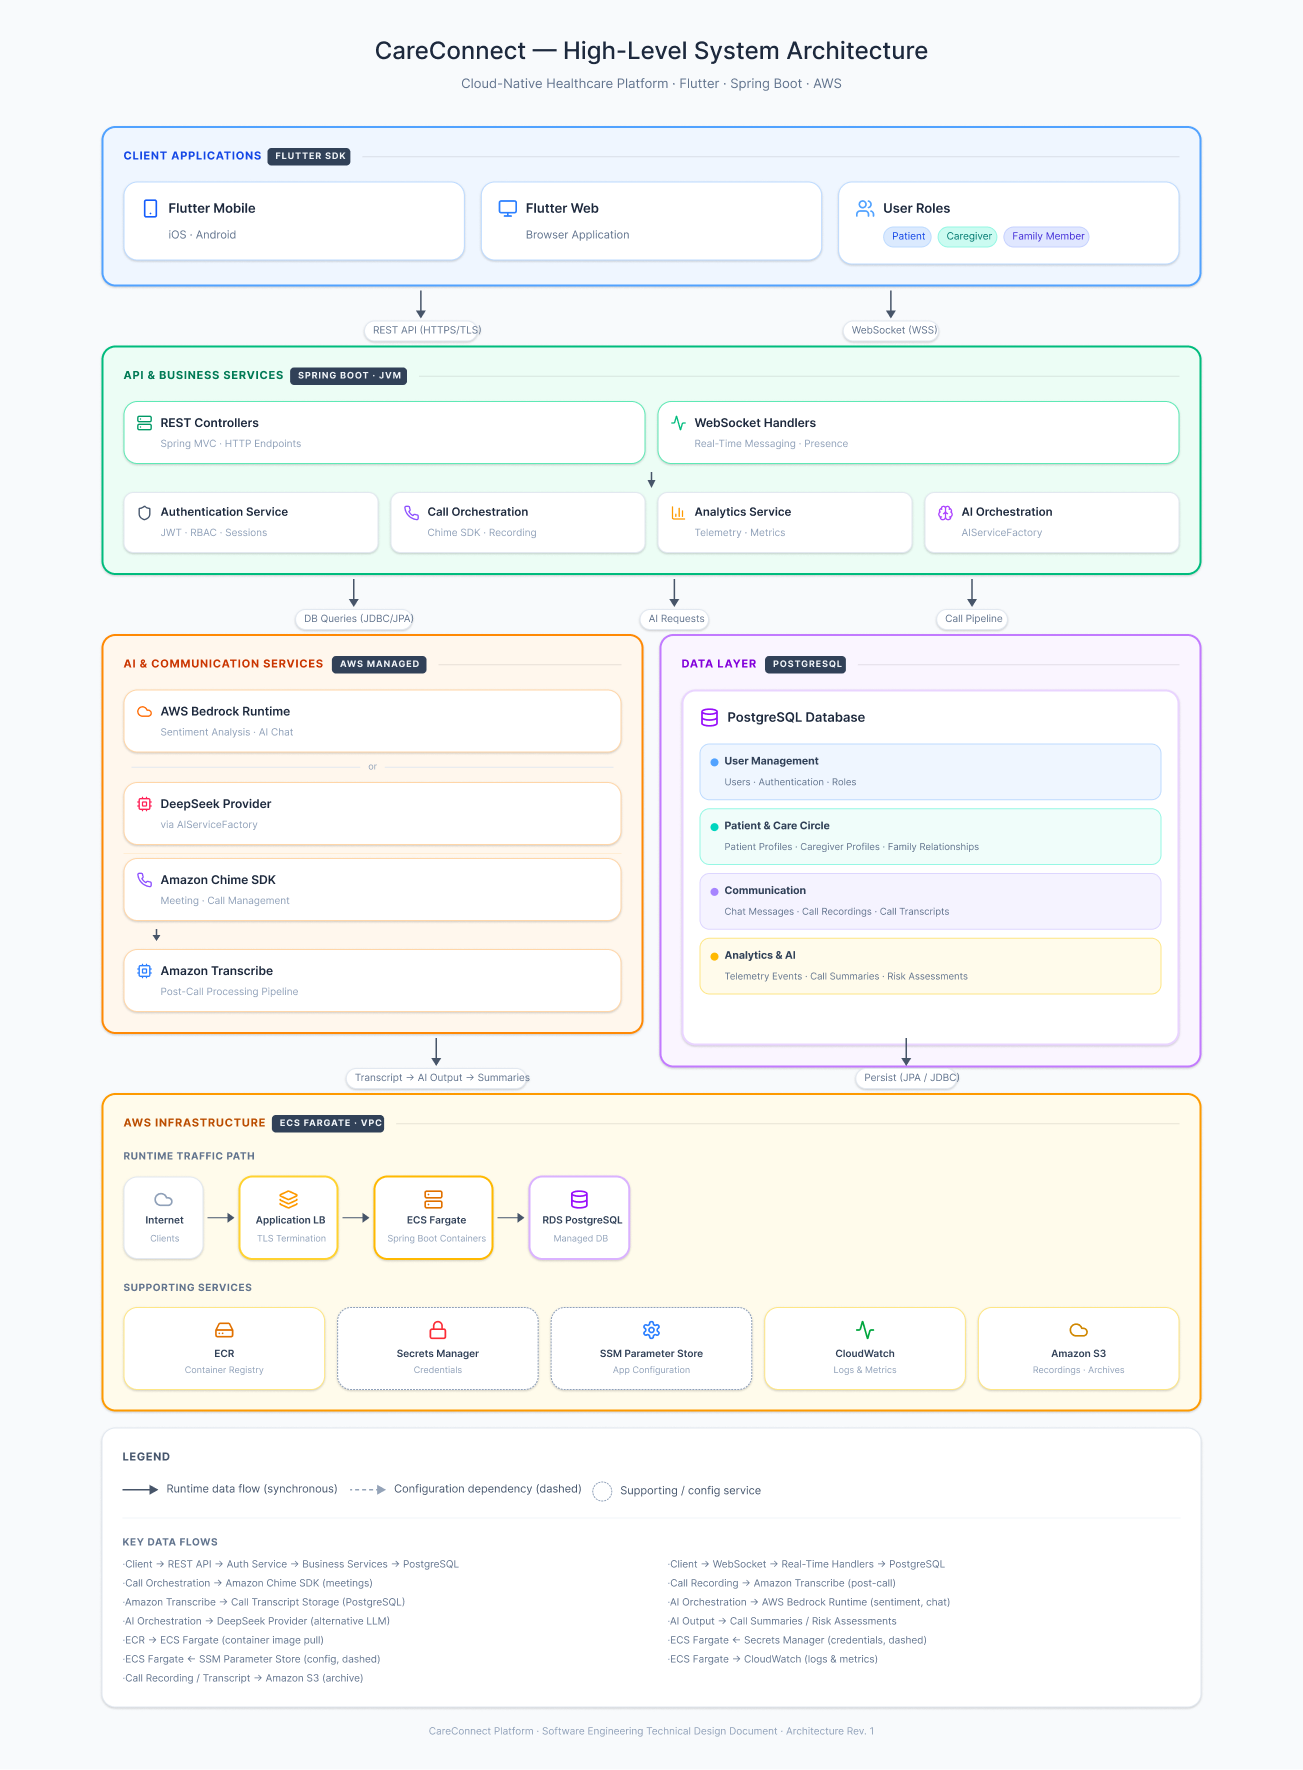 CareConnect — High-Level System Architecture
Cloud-Native Healthcare Platform · Flutter · Spring Boot · AWS
CLIENT APPLICATIONS FLUTTER SDK
Flutter Mobile
iOS · Android
Flutter Web
Browser Application
User Roles
Patient Caregiver Family Member
REST API (HTTPS/TLS)
WebSocket (WSS)
API & BUSINESS SERVICES SPRING BOOT · JVM
REST Controllers
Spring MVC · HTTP Endpoints
WebSocket Handlers
Real-Time Messaging · Presence
Authentication Service
JWT · RBAC · Sessions
Call Orchestration
Chime SDK · Recording
Analytics Service
Telemetry · Metrics
AI Orchestration
AIServiceFactory
DB Queries (JDBC/JPA)
AI Requests
Call Pipeline
AI & COMMUNICATION SERVICES AWS MANAGED
AWS Bedrock Runtime
Sentiment Analysis · AI Chat
or
DeepSeek Provider
via AIServiceFactory
Amazon Chime SDK
Meeting · Call Management
Amazon Transcribe
Post-Call Processing Pipeline
DATA LAYER POSTGRESQL
PostgreSQL Database
User Management
Users · Authentication · Roles
Patient & Care Circle
Patient Profiles · Caregiver Profiles · Family Relationships
Communication
Chat Messages · Call Recordings · Call Transcripts
Analytics & AI
Telemetry Events · Call Summaries · Risk Assessments
Transcript → AI Output → Summaries
Persist (JPA / JDBC)
AWS INFRASTRUCTURE ECS FARGATE · VPC
RUNTIME TRAFFIC PATH
Internet
Clients
Application LB
TLS Termination
ECS Fargate
Spring Boot Containers
RDS PostgreSQL
Managed DB
SUPPORTING SERVICES
ECR
Container Registry
Secrets Manager
Credentials
SSM Parameter Store
App Configuration
CloudWatch
Logs & Metrics
Amazon S3
Recordings · Archives
LEGEND
Runtime data flow (synchronous)
Configuration dependency (dashed)
Supporting / config service
KEY DATA FLOWS
·Client → REST API → Auth Service → Business Services → PostgreSQL
·Client → WebSocket → Real-Time Handlers → PostgreSQL
·Call Orchestration → Amazon Chime SDK (meetings)
·Call Recording → Amazon Transcribe (post-call)
·Amazon Transcribe → Call Transcript Storage (PostgreSQL)
·AI Orchestration → AWS Bedrock Runtime (sentiment, chat)
·AI Orchestration → DeepSeek Provider (alternative LLM)
·AI Output → Call Summaries / Risk Assessments
·ECR → ECS Fargate (container image pull)
·ECS Fargate ← Secrets Manager (credentials, dashed)
·ECS Fargate ← SSM Parameter Store (config, dashed)
·ECS Fargate → CloudWatch (logs & metrics)
·Call Recording / Transcript → Amazon S3 (archive)
CareConnect Platform · Software Engineering Technical Design Document · Architecture Rev. 1